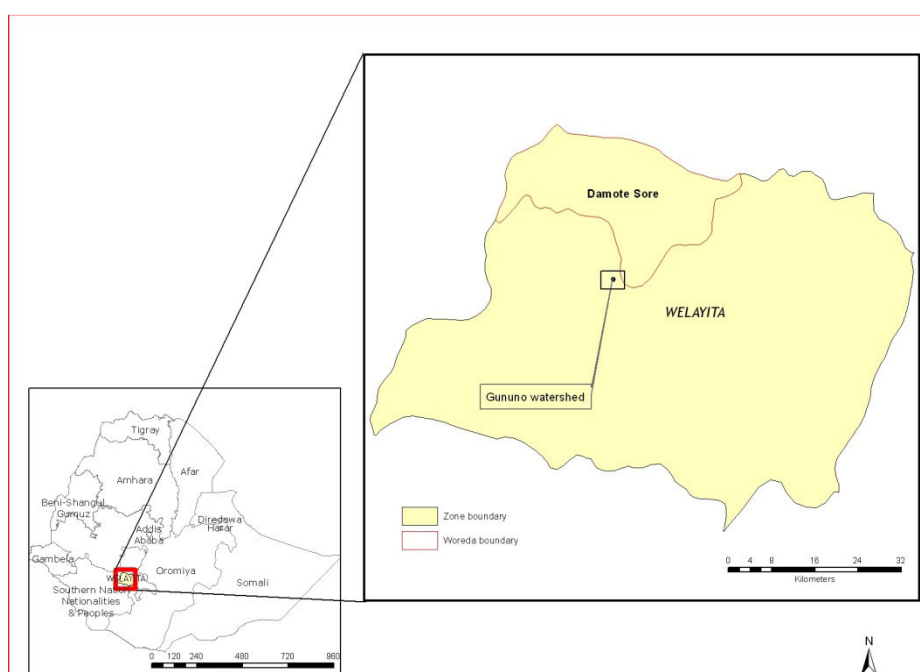 Damote Sore
WELAYITA
Gununo watershed
Zone boundary
Woreda boundary
0 4 8 16 24 32
Kilometers
Tigray
Afar
Amhara
Beni-Shangul
Gumuz
Diredawa
Harar
Addis
Ababa
Gambela
Oromiya
Somali
WELAYITA
Southern Nation
Nationalities
& Peoples
0 120 240 480 720 960
N